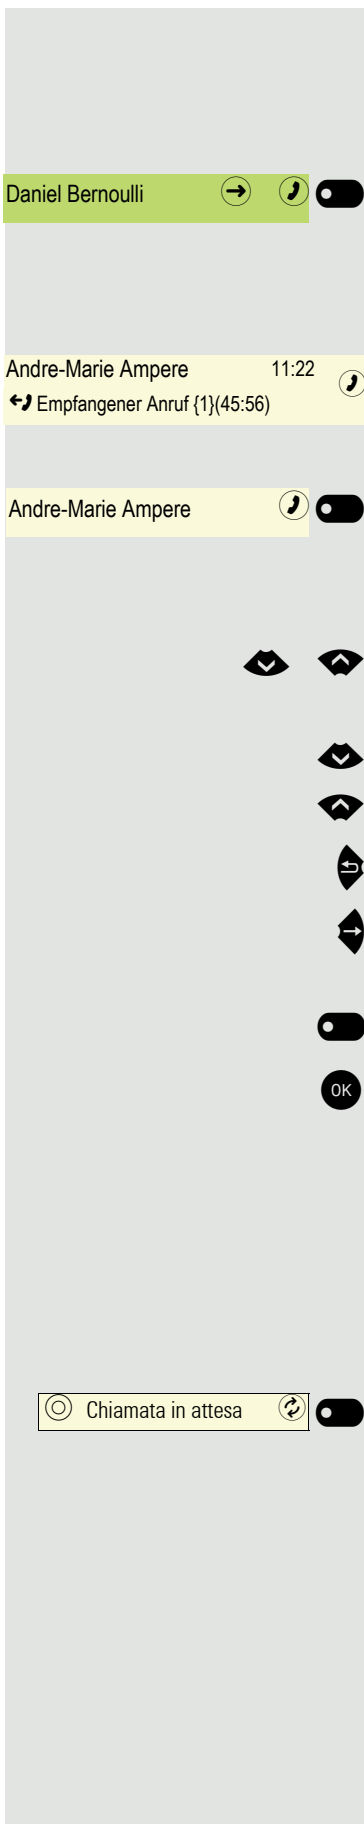 Daniel Bernoulli
Andre-Marie Ampere 11:22
Empfangener Anruf {1}(45:56)
Andre-Marie Ampere
OK
Chiamata in attesa